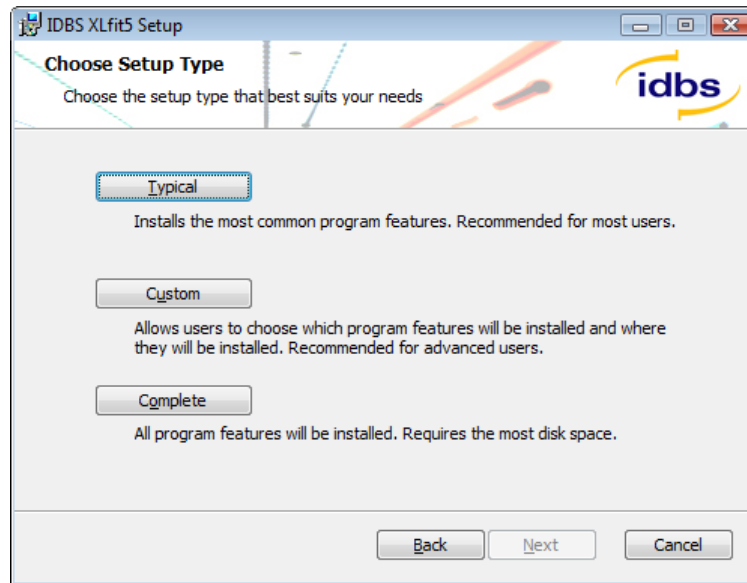 IDBS XLfit5 Setup
Choose Setup Type
Choose the setup type that best suits your needs
idbs
Typical
Installs the most common program features. Recommended for most users.
Custom
Allows users to choose which program features will be installed and where
they will be installed. Recommended for advanced users.
Complete
All program features will be installed. Requires the most disk space.
Back Next Cancel